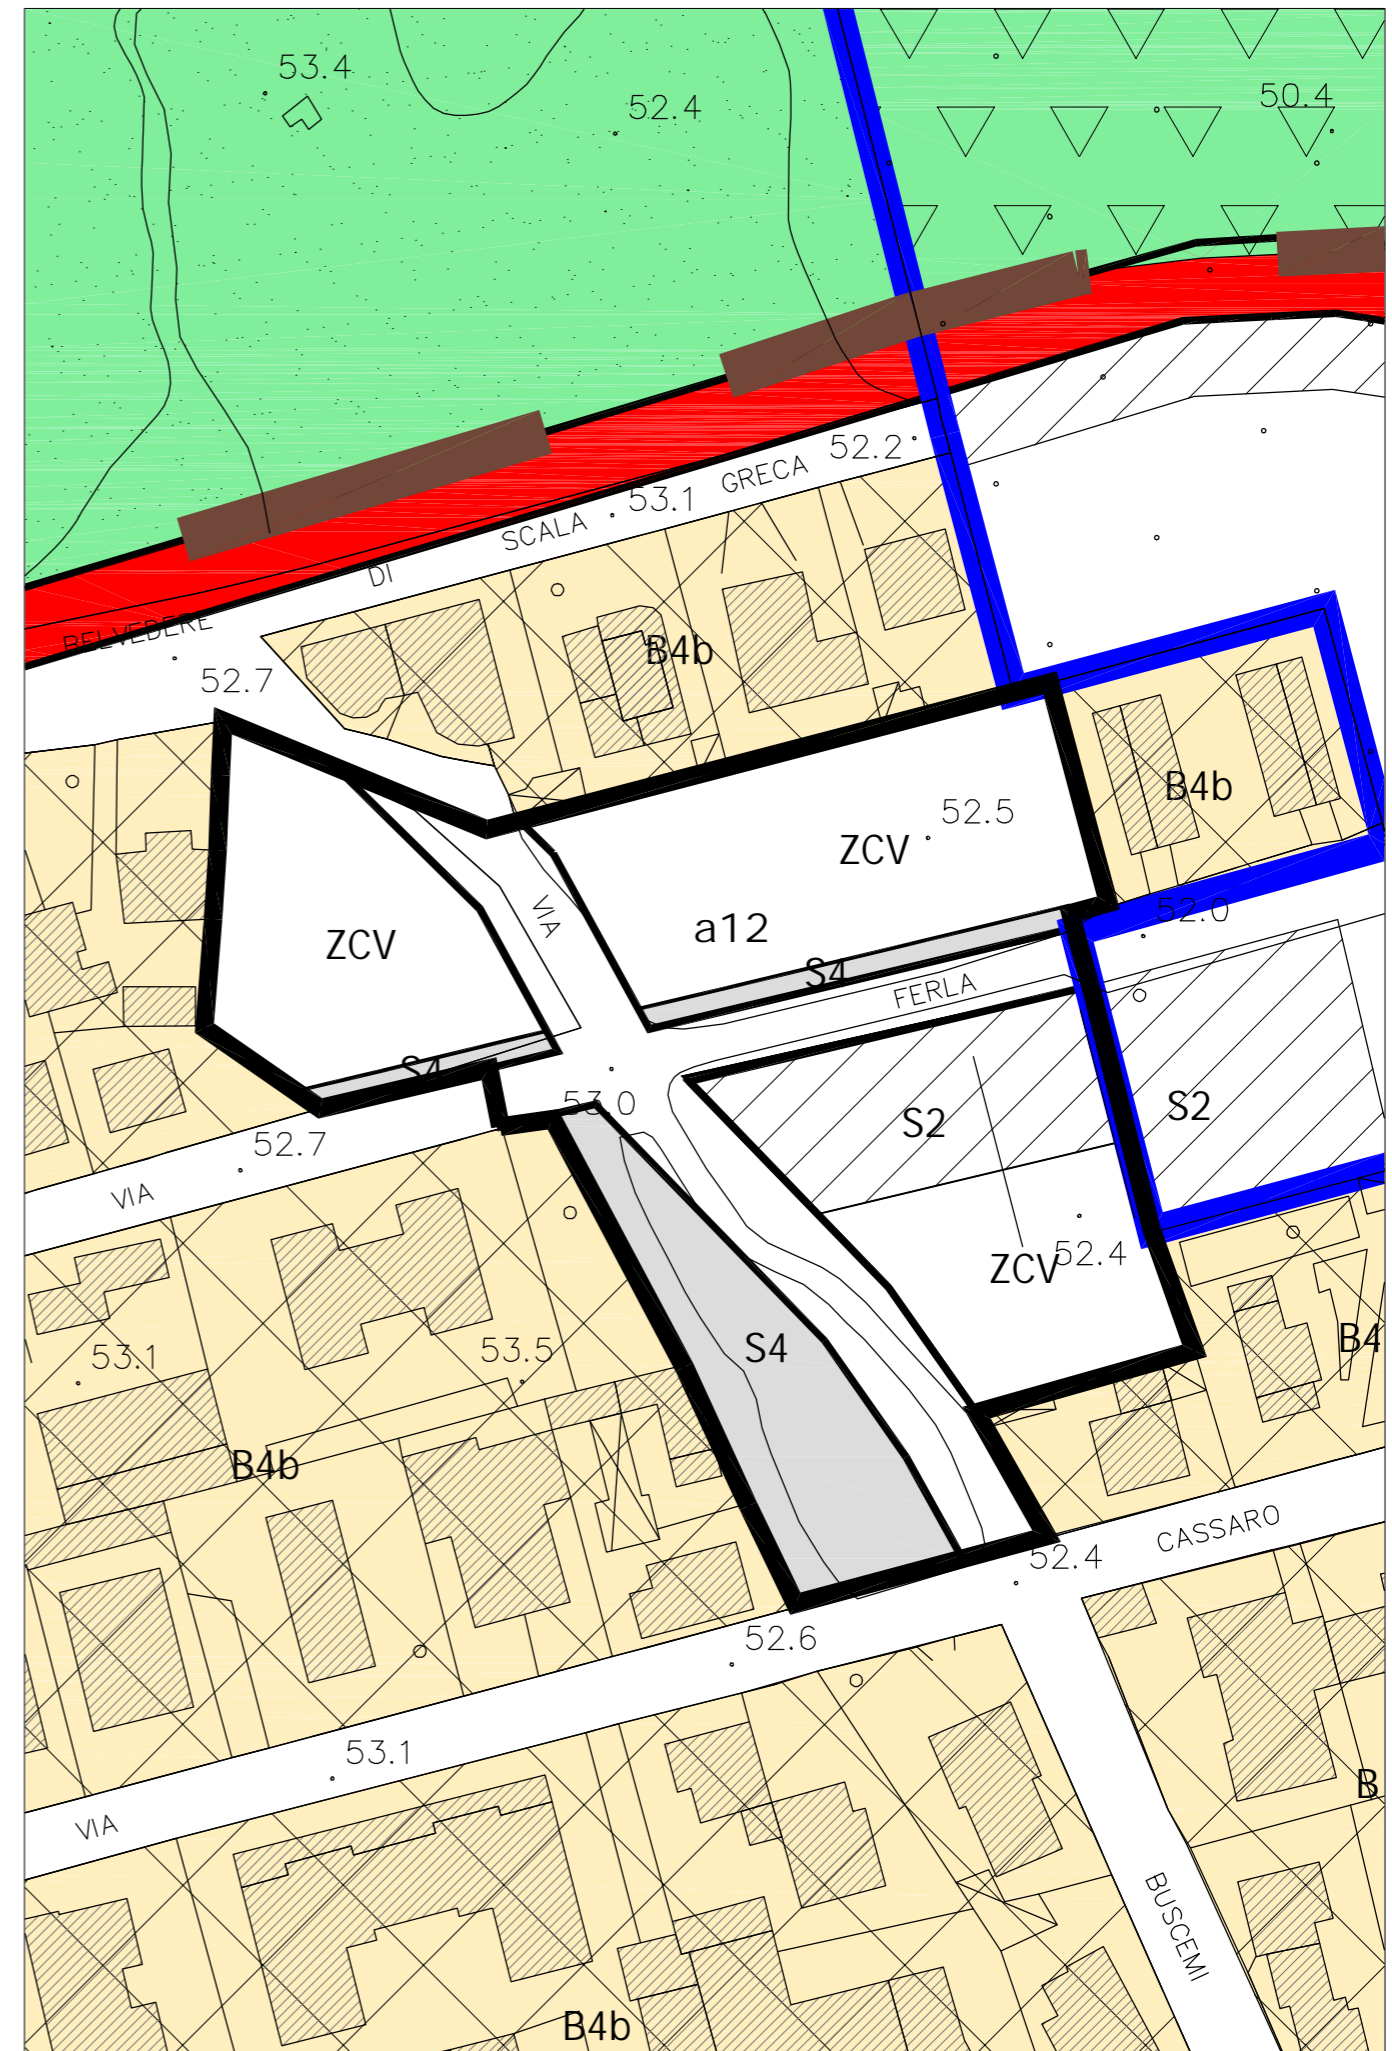 53.4
52.4
50.4
52.2
GRECA
53.1
SCALA
DI
BELVEDERE
52.7
B4b
B4b
52.5
ZCV
52.0
VIA
a12
ZCV
S4
FERLA
S4
53.0
S2
S2
52.7
VIA
ZCV
52.4
B4
S4
53.1
53.5
B4b
CASSARO
52.4
52.6
53.1
B
VIA
BUSCEMI
B4b